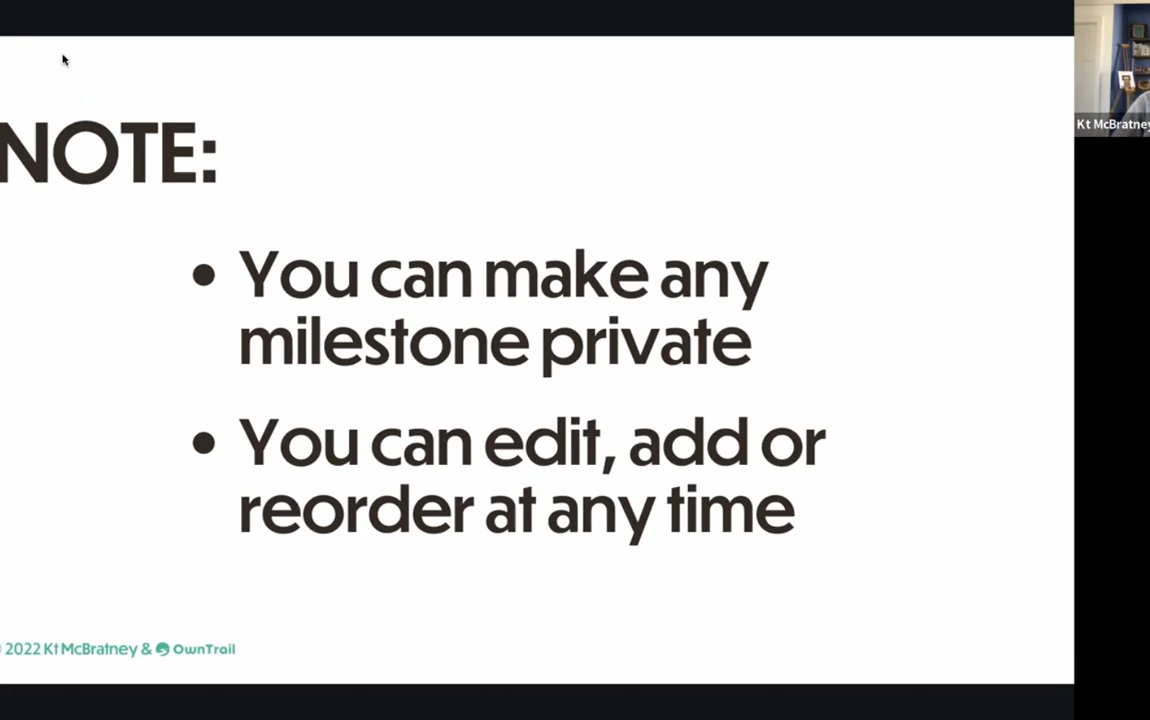 NOTE:
• You can make any
milestone private
• You can edit, add or
reorder at any time
© 2022 Kt McBratney & OwnTrail
Kt McBratney